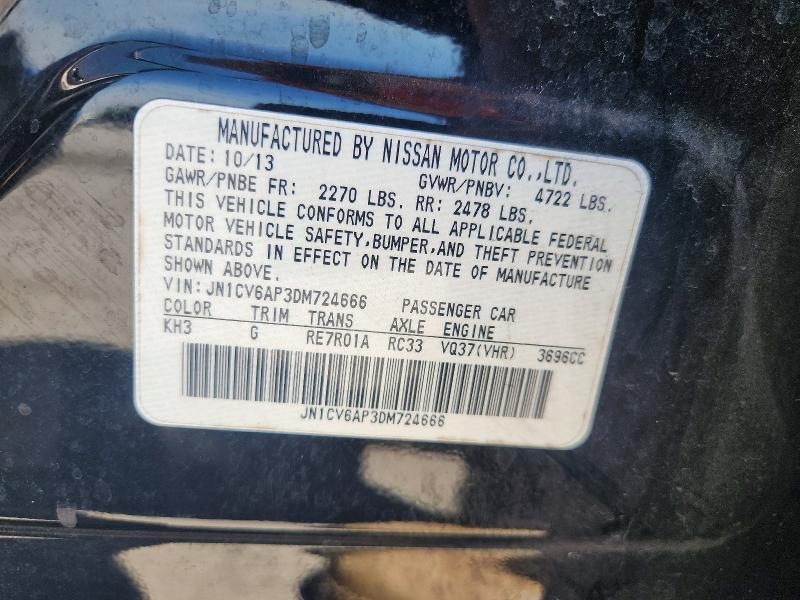 MANUFACTURED BY NISSAN MOTOR CO.,LTD.
DATE: 10/13 GVWR/PNBV: 4722 LBS.
GAWR/PNBE FR: 2270 LBS. RR: 2478 LBS.
THIS VEHICLE CONFORMS TO ALL APPLICABLE FEDERAL
MOTOR VEHICLE SAFETY,BUMPER,AND THEFT PREVENTION
STANDARDS IN EFFECT ON THE DATE OF MANUFACTURE
SHOWN ABOVE.
VIN:JN1CV6AP3DM724666 PASSENGER CAR
COLOR TRIM TRANS AXLE ENGINE
KH3 G RE7R01A RC33 VQ37(VHR) 3696CC
JN1CV6AP3DM724666